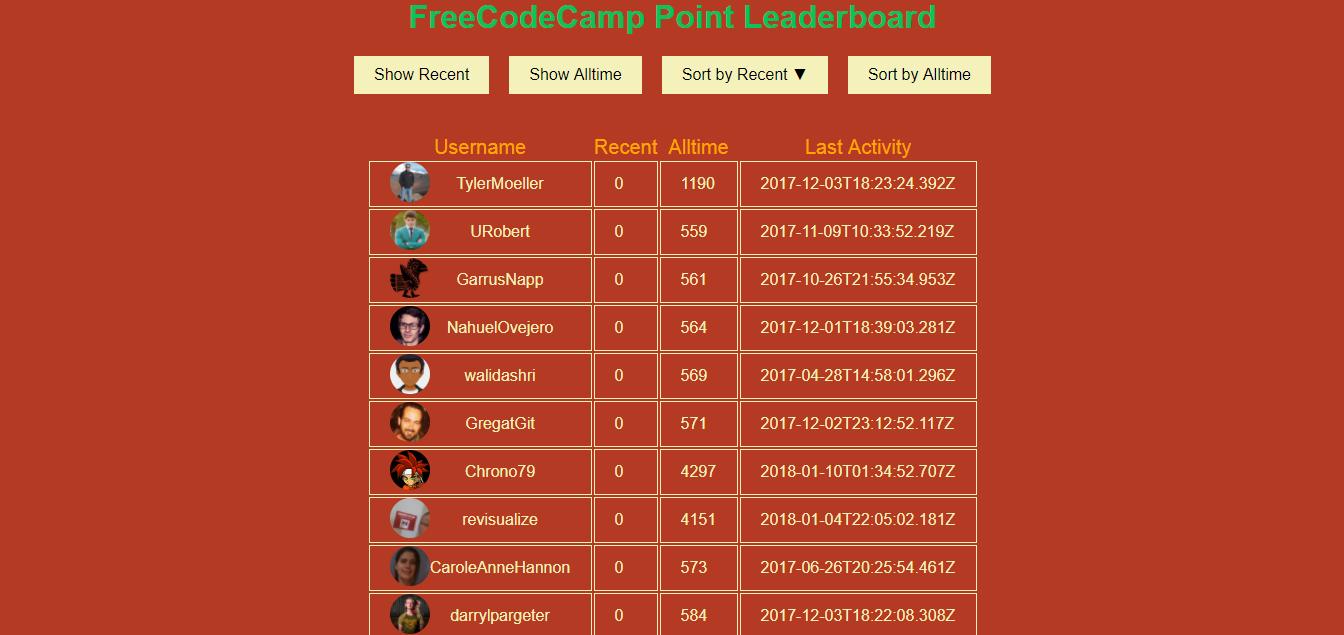 FreeCodeCamp Point Leaderboard
Show Recent Show Alltime Sort by Recent ▼ Sort by Alltime
Username Recent Alltime Last Activity
TylerMoeller 0 1190 2017-12-03T18:23:24.392Z
URobert 0 559 2017-11-09T10:33:52.219Z
GarrusNapp 0 561 2017-10-26T21:55:34.953Z
NahuelOvejero 0 564 2017-12-01T18:39:03.281Z
walidashri 0 569 2017-04-28T14:58:01.296Z
GregatGit 0 571 2017-12-02T23:12:52.117Z
Chrono79 0 4297 2018-01-10T01:34:52.707Z
revisualize 0 4151 2018-01-04T22:05:02.181Z
CaroleAnneHannon 0 573 2017-06-26T20:25:54.461Z
darrylpargeter 0 584 2017-12-03T18:22:08.308Z